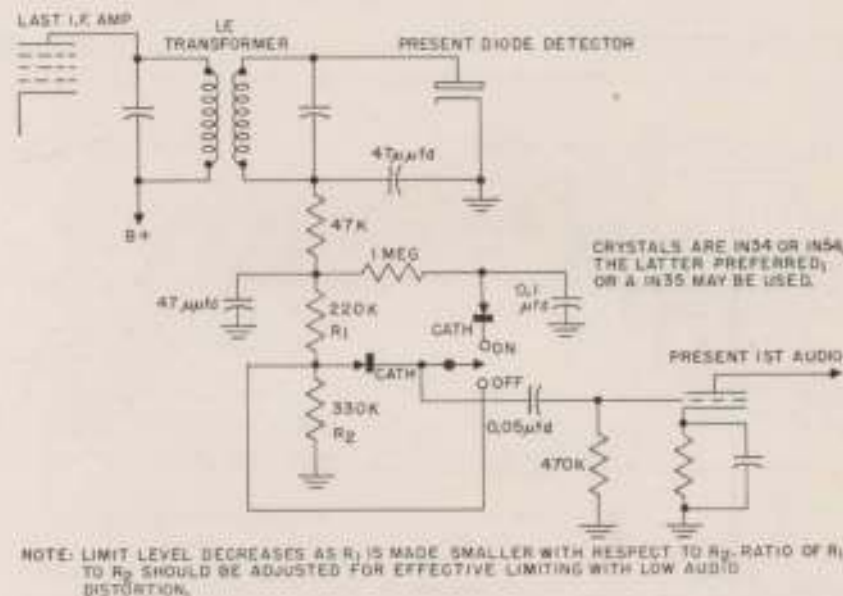 LAST I.F. AMP
I.F.
TRANSFORMER
PRESENT DIODE DETECTOR
47μμfd
B+
47K
1 MEG
CRYSTALS ARE IN34 OR IN54,
THE LATTER PREFERRED;
OR A IN35 MAY BE USED.
47μμfd
220K
R1
0.1
μfd
CATH
ON
CATH
OFF
PRESENT 1ST AUDIO
330K
R2
0.05μfd
470K
NOTE: LIMIT LEVEL DECREASES AS R1 IS MADE SMALLER WITH RESPECT TO R2. RATIO OF R1
TO R2 SHOULD BE ADJUSTED FOR EFFECTIVE LIMITING WITH LOW AUDIO
DISTORTION.